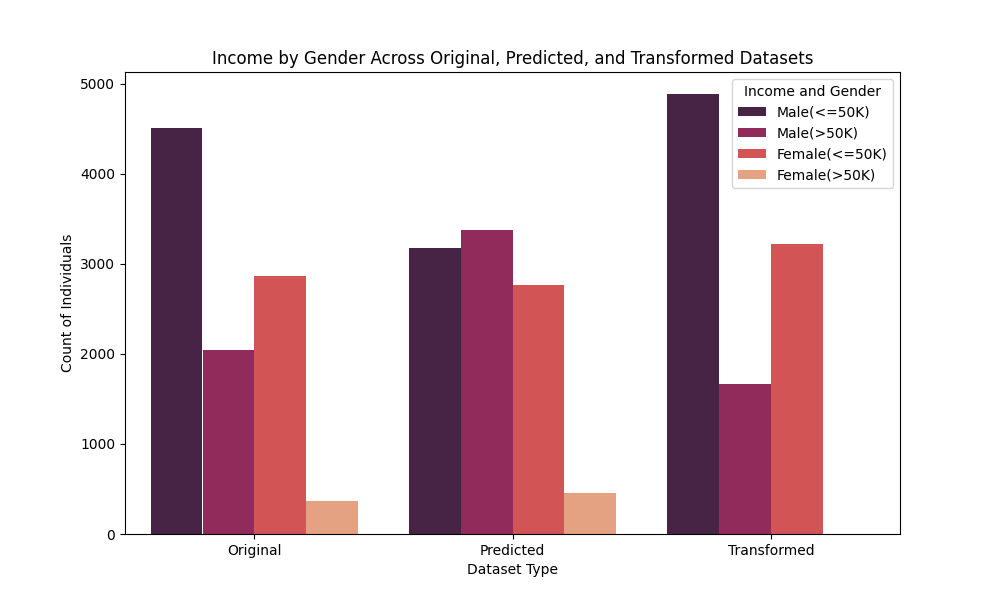 Income by Gender Across Original, Predicted, and Transformed Datasets
Income and Gender
Male(<=50K)
Male(>50K)
Female(<=50K)
Female(>50K)
5000
4000
3000
2000
1000
0
Count of Individuals
Original
Predicted
Transformed
Dataset Type